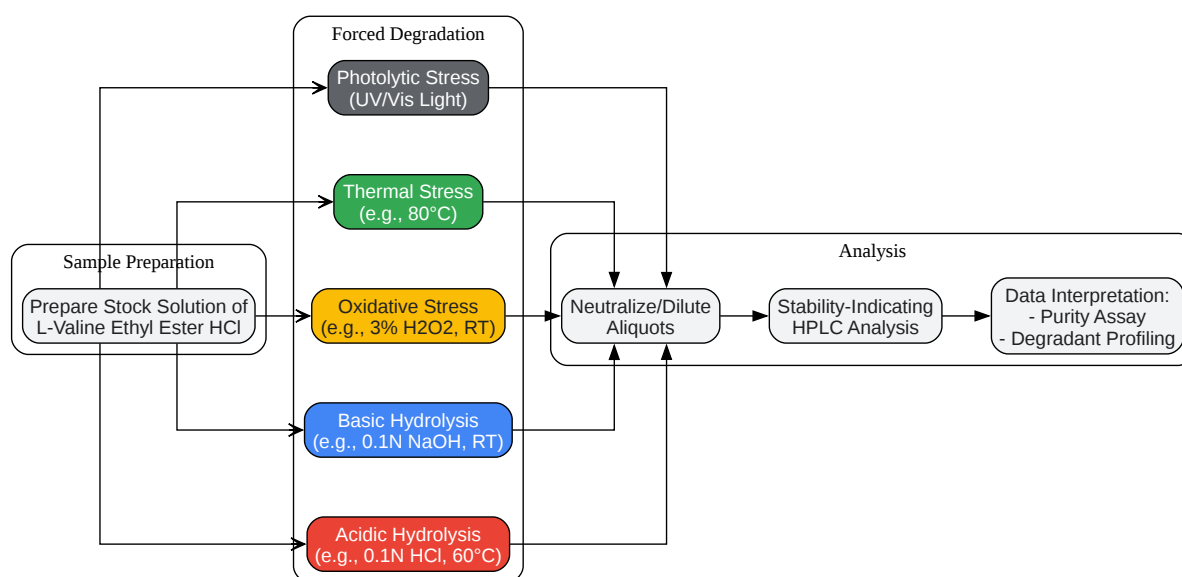 Forced Degradation
Photolytic Stress
(UV/Vis Light)
Thermal Stress
(e.g., 80°C)
Sample Preparation
Prepare Stock Solution of
L-Valine Ethyl Ester HCl
Oxidative Stress
(e.g., 3% H2O2, RT)
Basic Hydrolysis
(e.g., 0.1N NaOH, RT)
Acidic Hydrolysis
(e.g., 0.1N HCl, 60°C)
Analysis
Neutralize/Dilute
Aliquots
Stability-Indicating
HPLC Analysis
Data Interpretation:
- Purity Assay
- Degradant Profiling